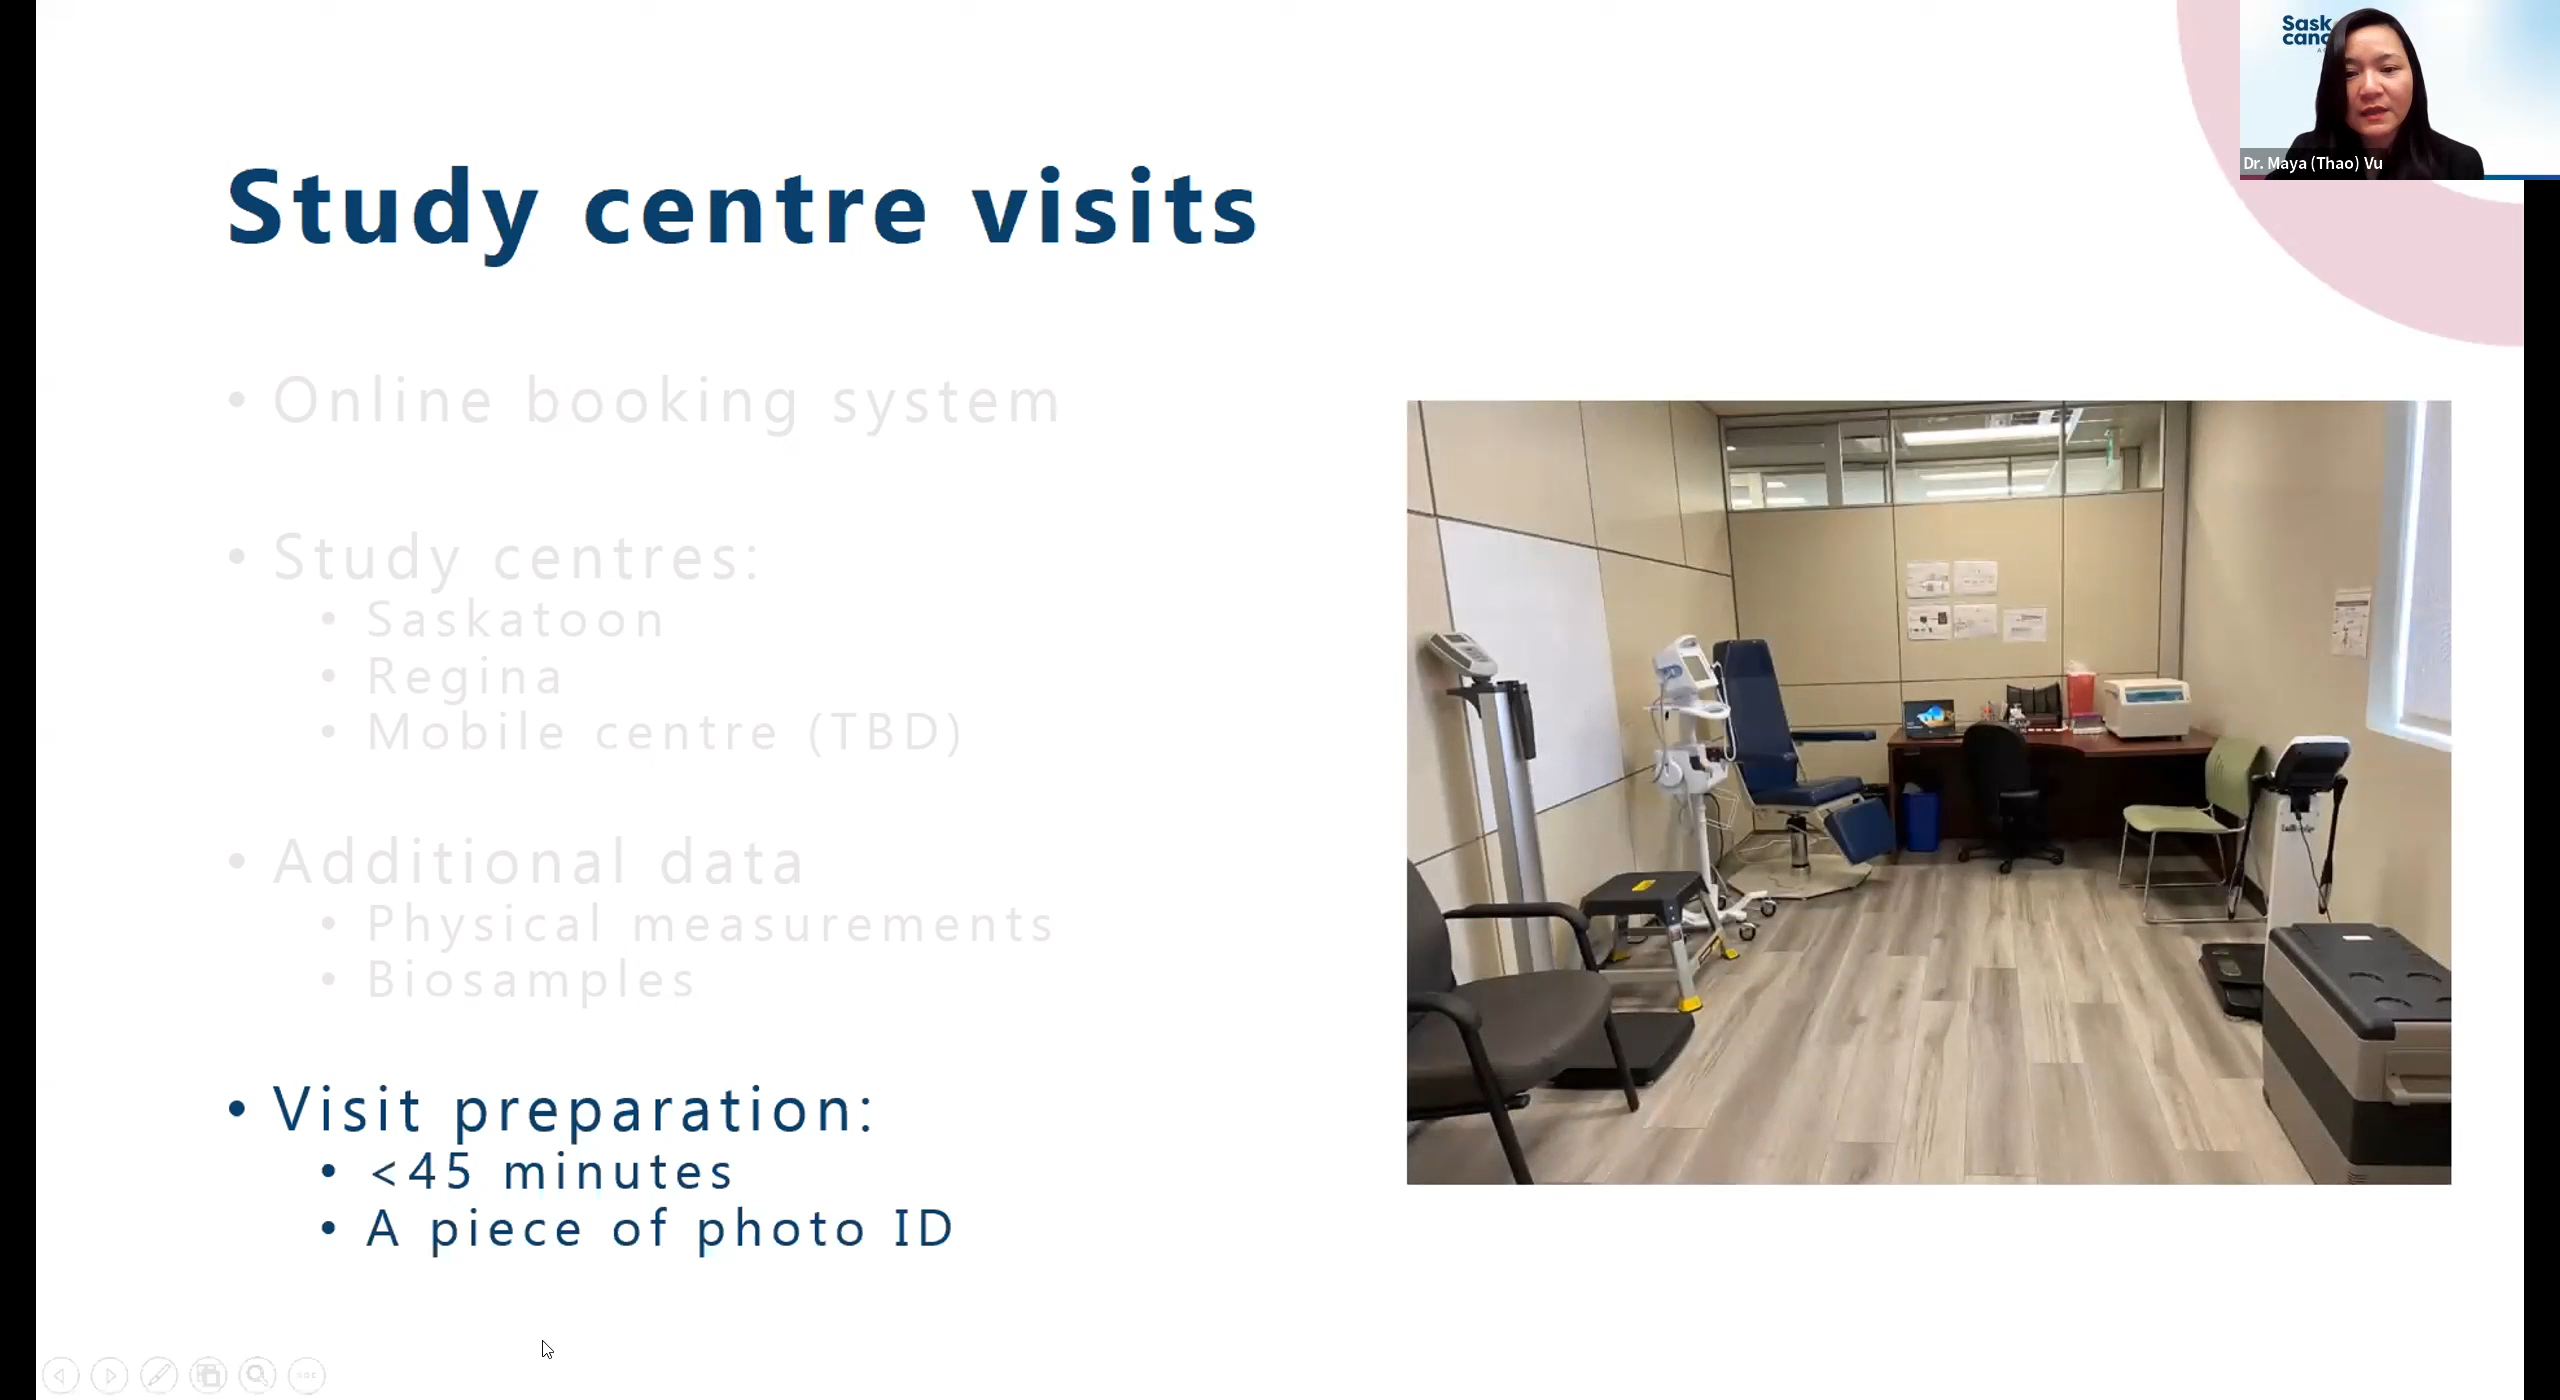 Sask
canc
Dr. Maya (Thao) Vu
Study centre visits
• Online booking system
• Study centres:
• Saskatoon
• Regina
• Mobile centre (TBD)
• Additional data
• Physical measurements
• Biosamples
• Visit preparation:
• <45 minutes
• A piece of photo ID